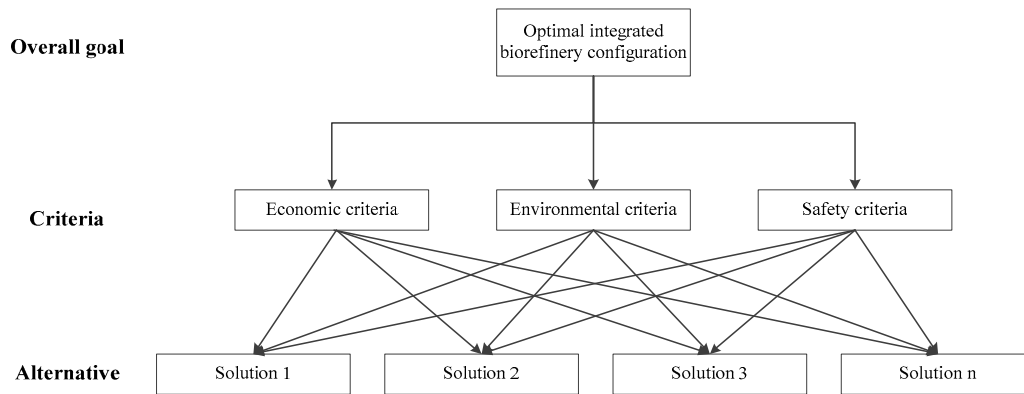 Overall goal
Optimal integrated
biorefinery configuration
Criteria
Economic criteria
Environmental criteria
Safety criteria
Alternative
Solution 1
Solution 2
Solution 3
Solution n